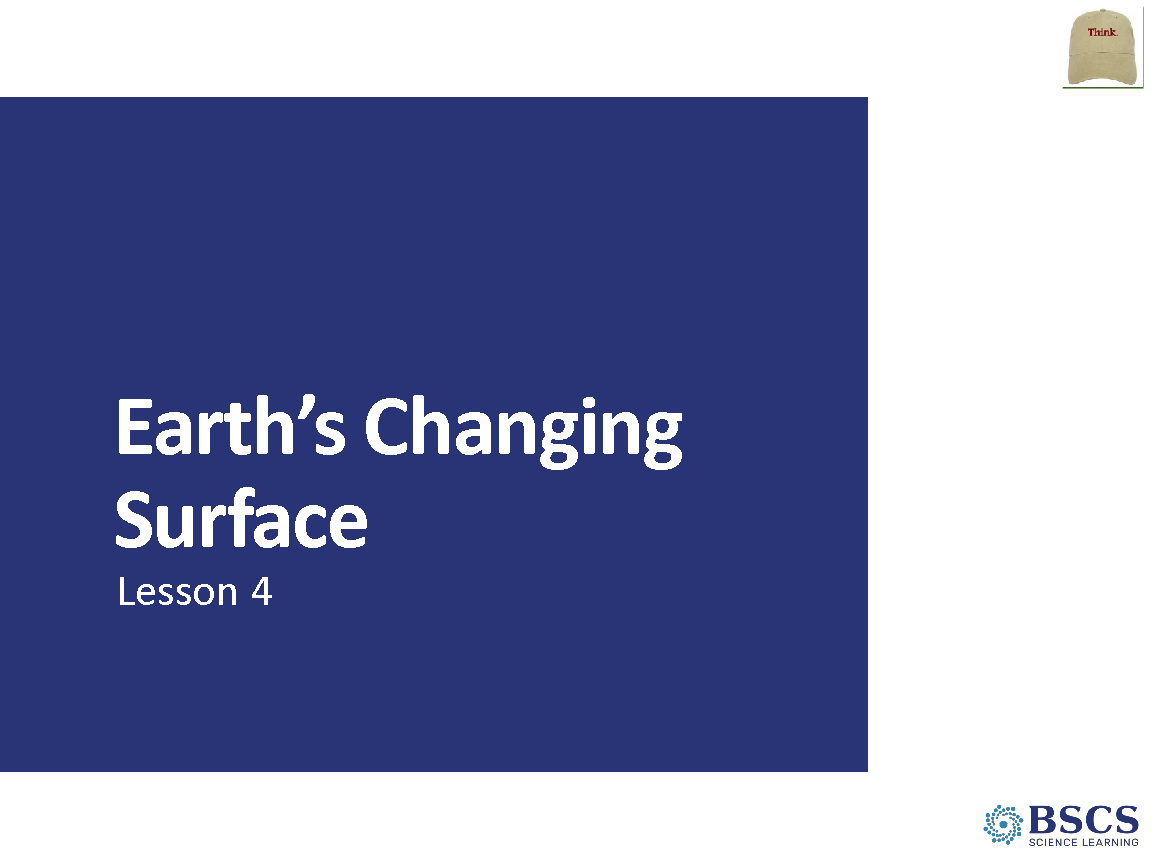 Think.
Earth’s Changing
Surface
Lesson 4
BSCS
SCIENCE LEARNING